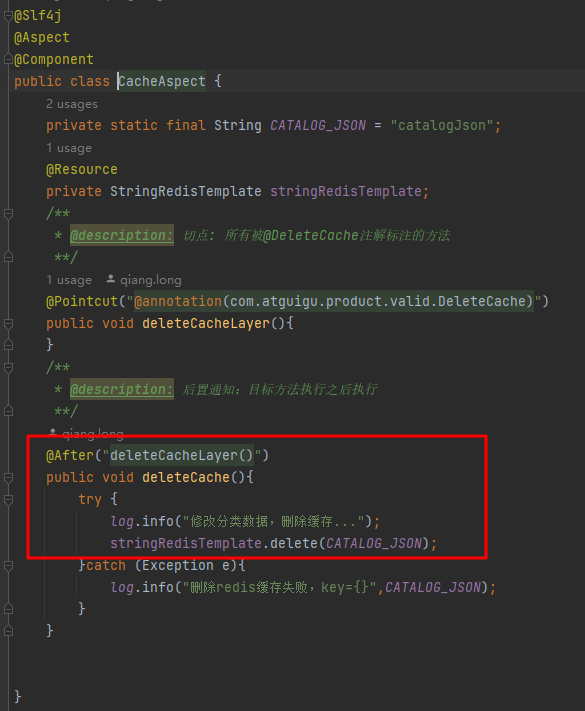 @Slf4j
@Aspect
@Component
public class CacheAspect {
2 usages
private static final String CATALOG_JSON = "catalogJson";
1 usage
@Resource
private StringRedisTemplate stringRedisTemplate;
/**
* @description: 切点: 所有被@DeleteCache注解标注的方法
**/
1 usage qiang.long
@Pointcut("@annotation(com.atguigu.product.valid.DeleteCache)")
public void deleteCacheLayer(){
}
/**
* @description: 后置通知：目标方法执行之后执行
**/
qiang.long
@After("deleteCacheLayer()")
public void deleteCache(){
try {
log.info("修改分类数据，删除缓存...");
stringRedisTemplate.delete(CATALOG_JSON);
}catch (Exception e){
log.info("删除redis缓存失败，key={}",CATALOG_JSON);
}
}
}